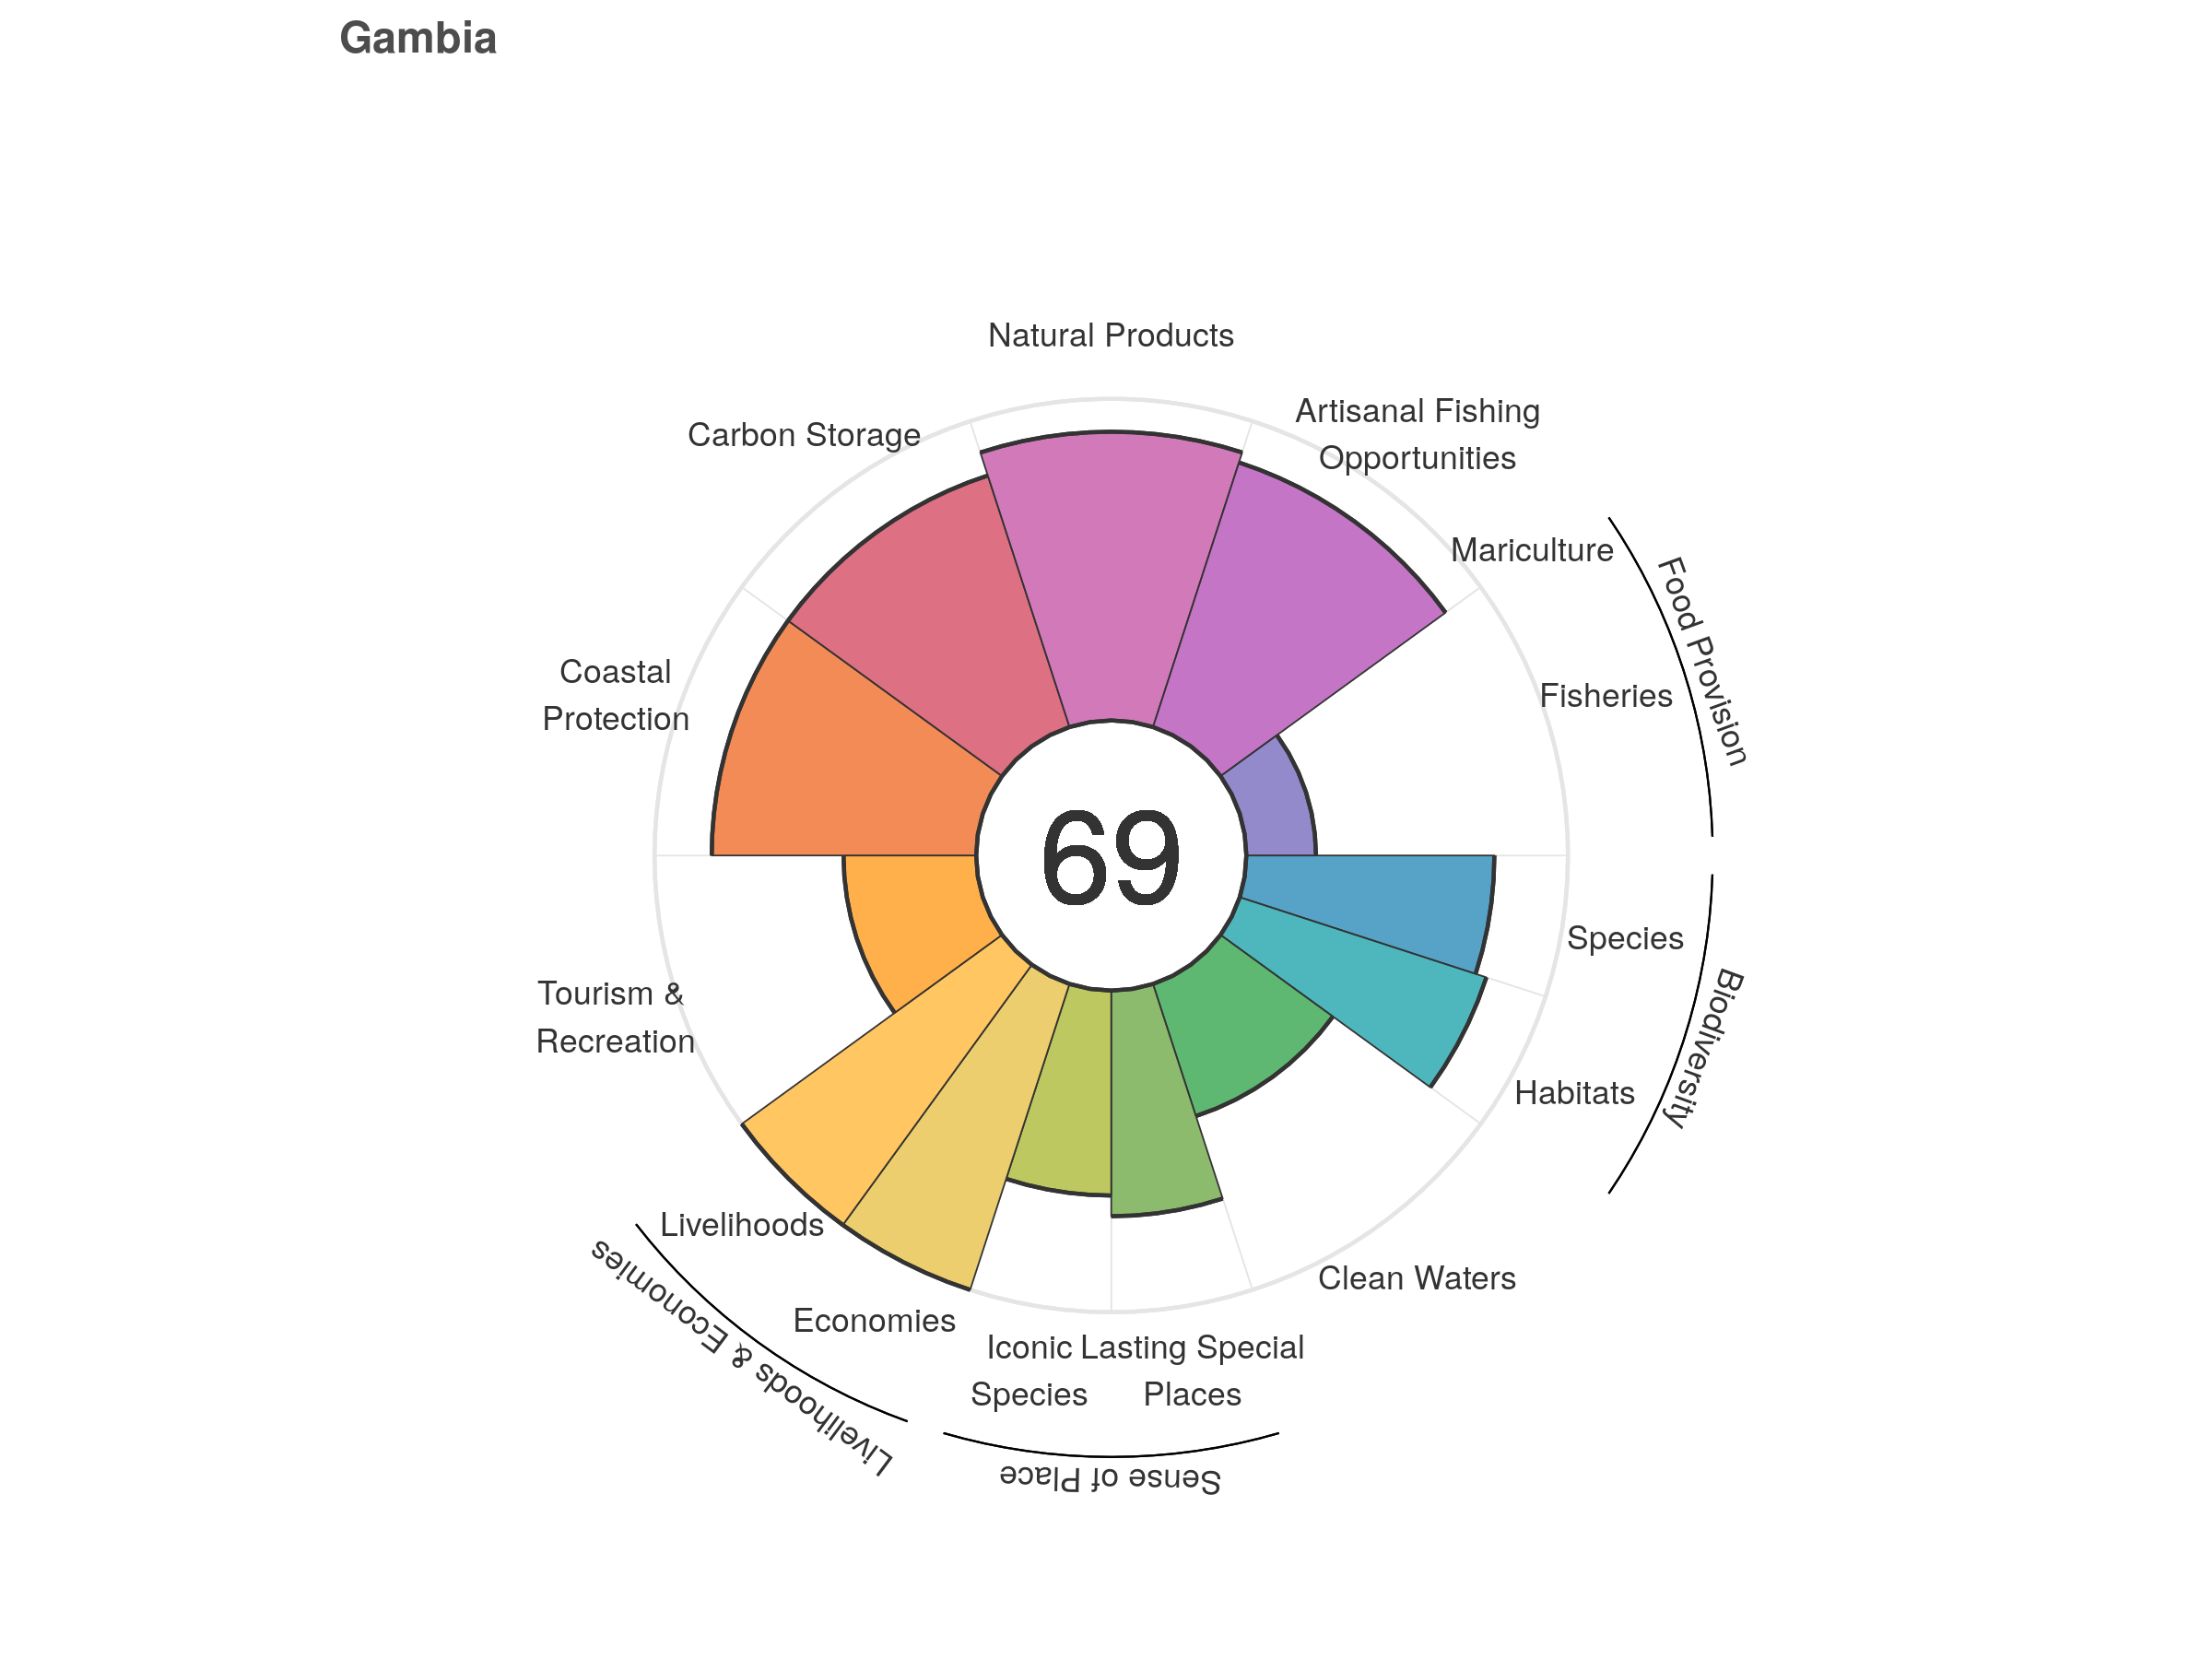 Gambia
Natural Products
Artisanal Fishing
Opportunities
Carbon Storage
Mariculture
Food Provision
Fisheries
Coastal
Protection
69
Species
Biodiversity
Tourism &
Recreation
Habitats
Livelihoods
Clean Waters
Economies
Livelihoods & Economies
Iconic
Species
Lasting Special
Places
Sense of Place